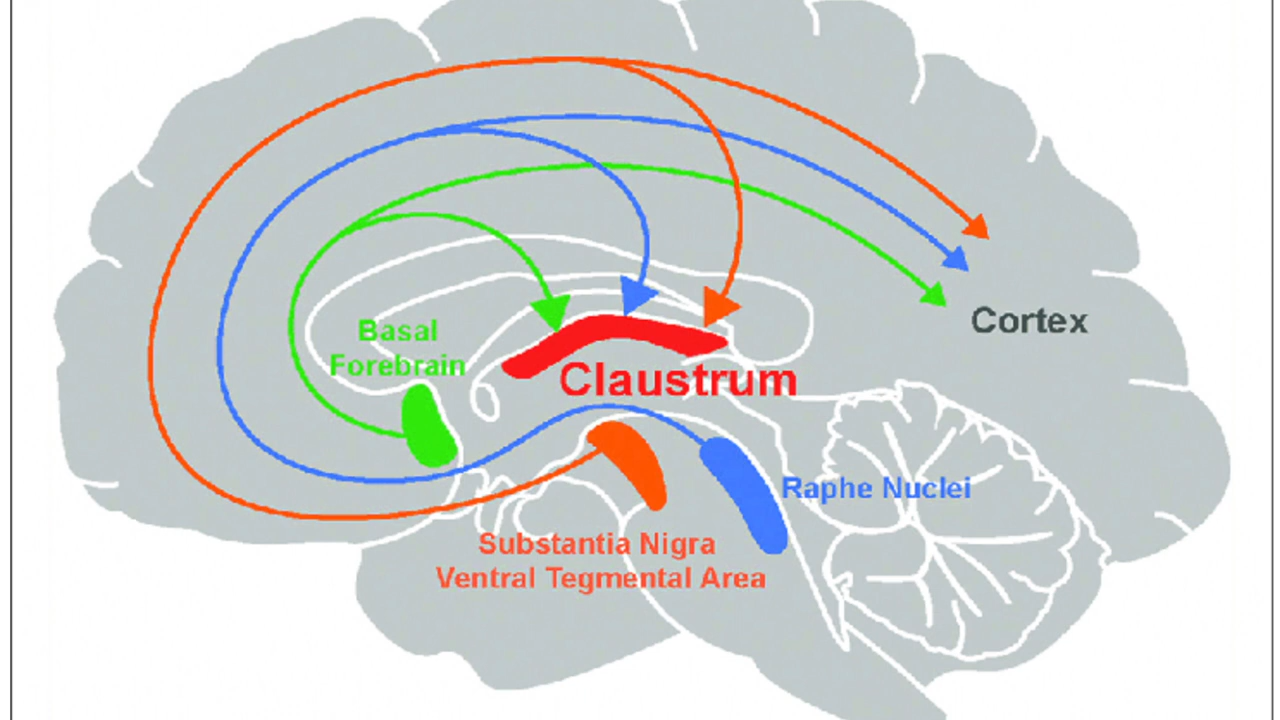 Basal
Forebrain
Claustrum
Cortex
Raphe Nuclei
Substantia Nigra
Ventral Tegmental Area